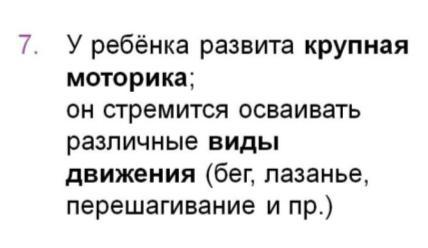 7. У ребёнка развита крупная
моторика;
он стремится осваивать
различные виды
движения (бег, лазанье,
перешагивание и пр.)